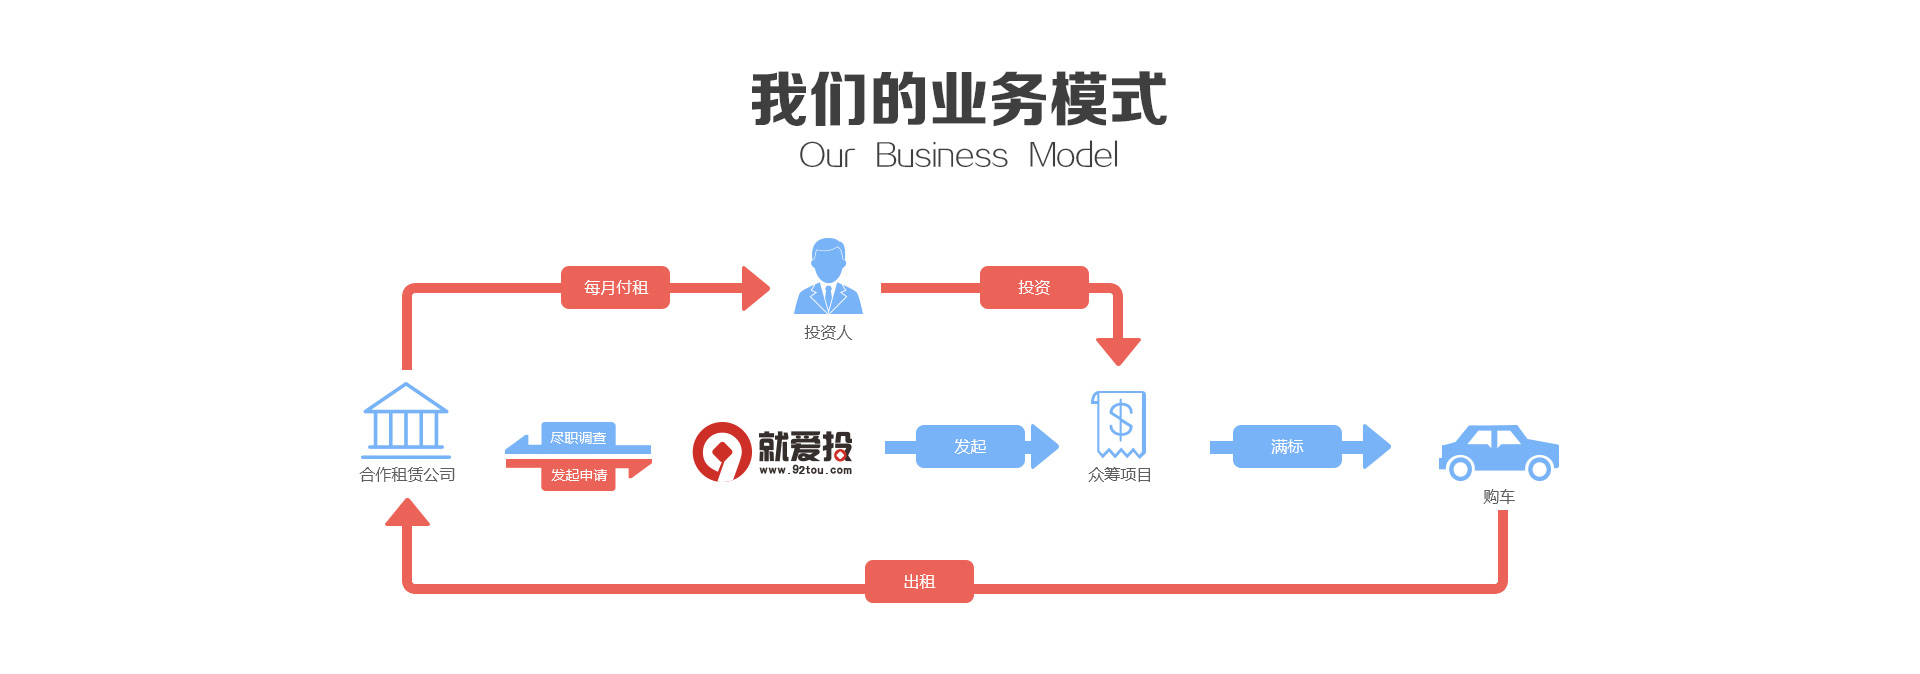 我们的业务模式
Our Business Model
每月付租
投资
投资人
尽职调查
发起申请
就爱投
www.92tou.com
发起
满标
合作租赁公司
众筹项目
购车
出租